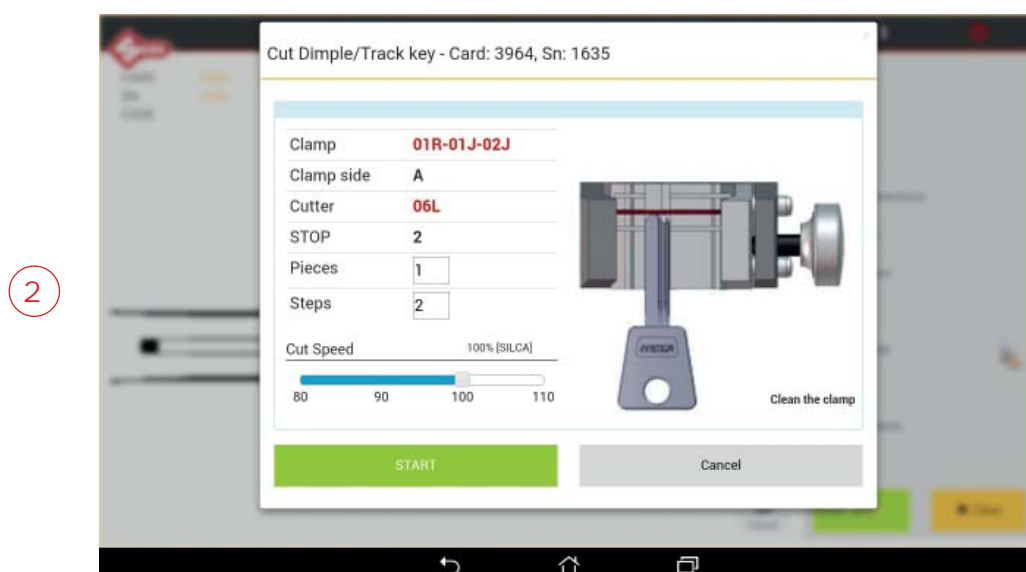 Cut Dimple/Track key - Card: 3964, Sn: 1635
Clamp 01R-01J-02J
Clamp side A
Cutter 06L
STOP 2
Pieces 1
Steps 2
Cut Speed 100% [SILCA]
80 90 100 110
Clean the clamp
START Cancel
2